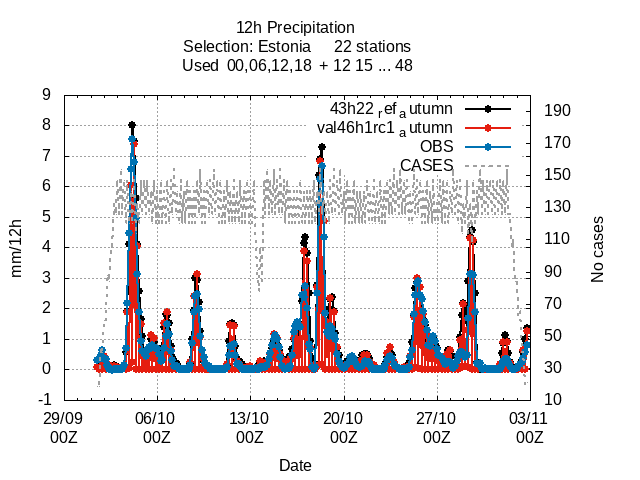 12h Precipitation
Selection: Estonia 22 stations
Used 00,06,12,18 + 12 15 ... 48
43h22_ref_autumn
val46h1rc1_autumn
OBS
CASES
9
8
7
6
5
4
3
2
1
0
-1
190
170
150
130
110
90
70
50
30
10
mm/12h
No cases
29/09 06/10 13/10 20/10 27/10 03/11
00Z 00Z 00Z 00Z 00Z 00Z
Date